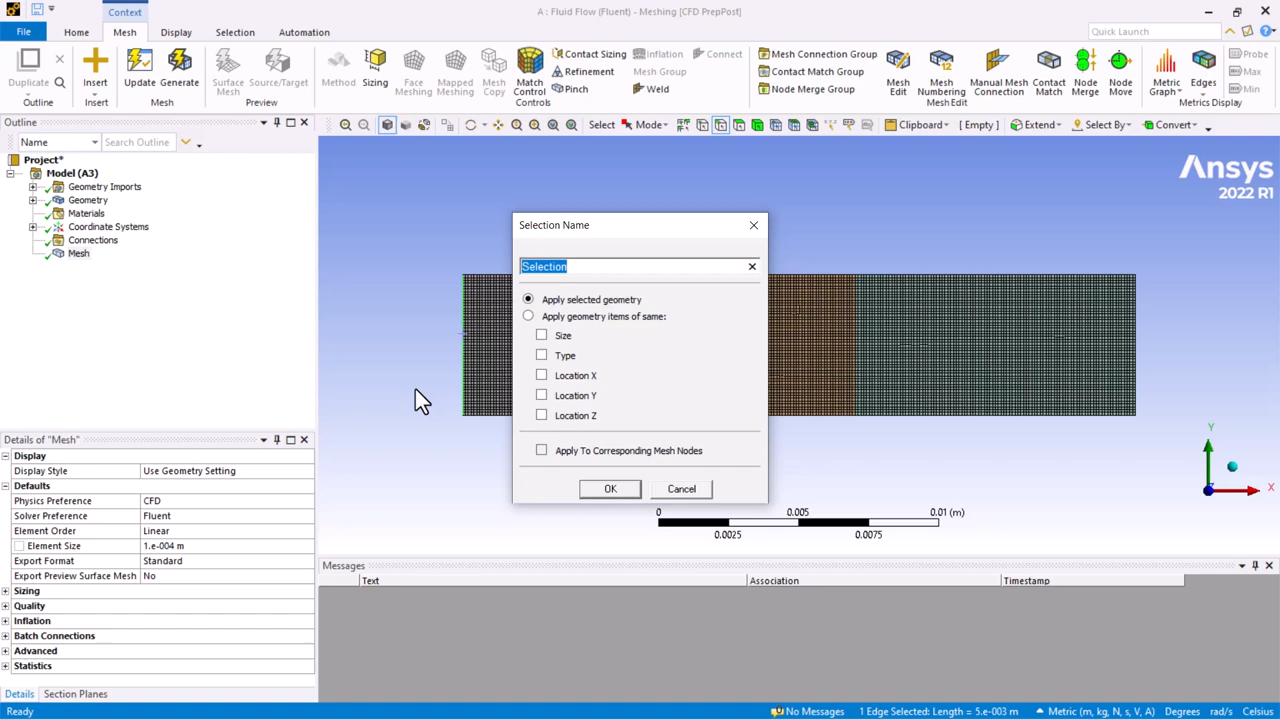 Context
A : Fluid Flow (Fluent) - Meshing [CFD PrepPost]
File
Home
Mesh
Display
Selection
Automation
Quick Launch
Duplicate
Outline
Insert
Insert
Update
Generate
Mesh
Surface Mesh
Source/Target
Preview
Method
Sizing
Face Meshing
Mapped Meshing
Mesh Copy
Match Control
Controls
Contact Sizing
Refinement
Pinch
Inflation
Mesh Group
Weld
Connect
Mesh Connection Group
Contact Match Group
Node Merge Group
Mesh Edit
Mesh Numbering
Manual Mesh Connection
Contact Match
Node Merge
Node Move
Mesh Edit
Metric Graph
Edges
Probe
Max
Min
Metrics Display
Outline
Select
Mode
Clipboard
[ Empty ]
Extend
Select By
Convert
Name
Search Outline
Project*
Model (A3)
Geometry Imports
Geometry
Materials
Coordinate Systems
Connections
Mesh
Ansys
2022 R1
Selection Name
Selection
Apply selected geometry
Apply geometry items of same:
Size
Type
Location X
Location Y
Location Z
Apply To Corresponding Mesh Nodes
OK
Cancel
0
0.005
0.01 (m)
0.0025
0.0075
Y
X
Details of "Mesh"
Display
Display Style Use Geometry Setting
Defaults
Physics Preference CFD
Solver Preference Fluent
Element Order Linear
Element Size 1.e-004 m
Export Format Standard
Export Preview Surface Mesh No
Sizing
Quality
Inflation
Batch Connections
Advanced
Statistics
Messages
Text Association Timestamp
Details
Section Planes
Ready
No Messages
1 Edge Selected: Length = 5.e-003 m
Metric (m, kg, N, s, V, A)
Degrees
rad/s
Celsius